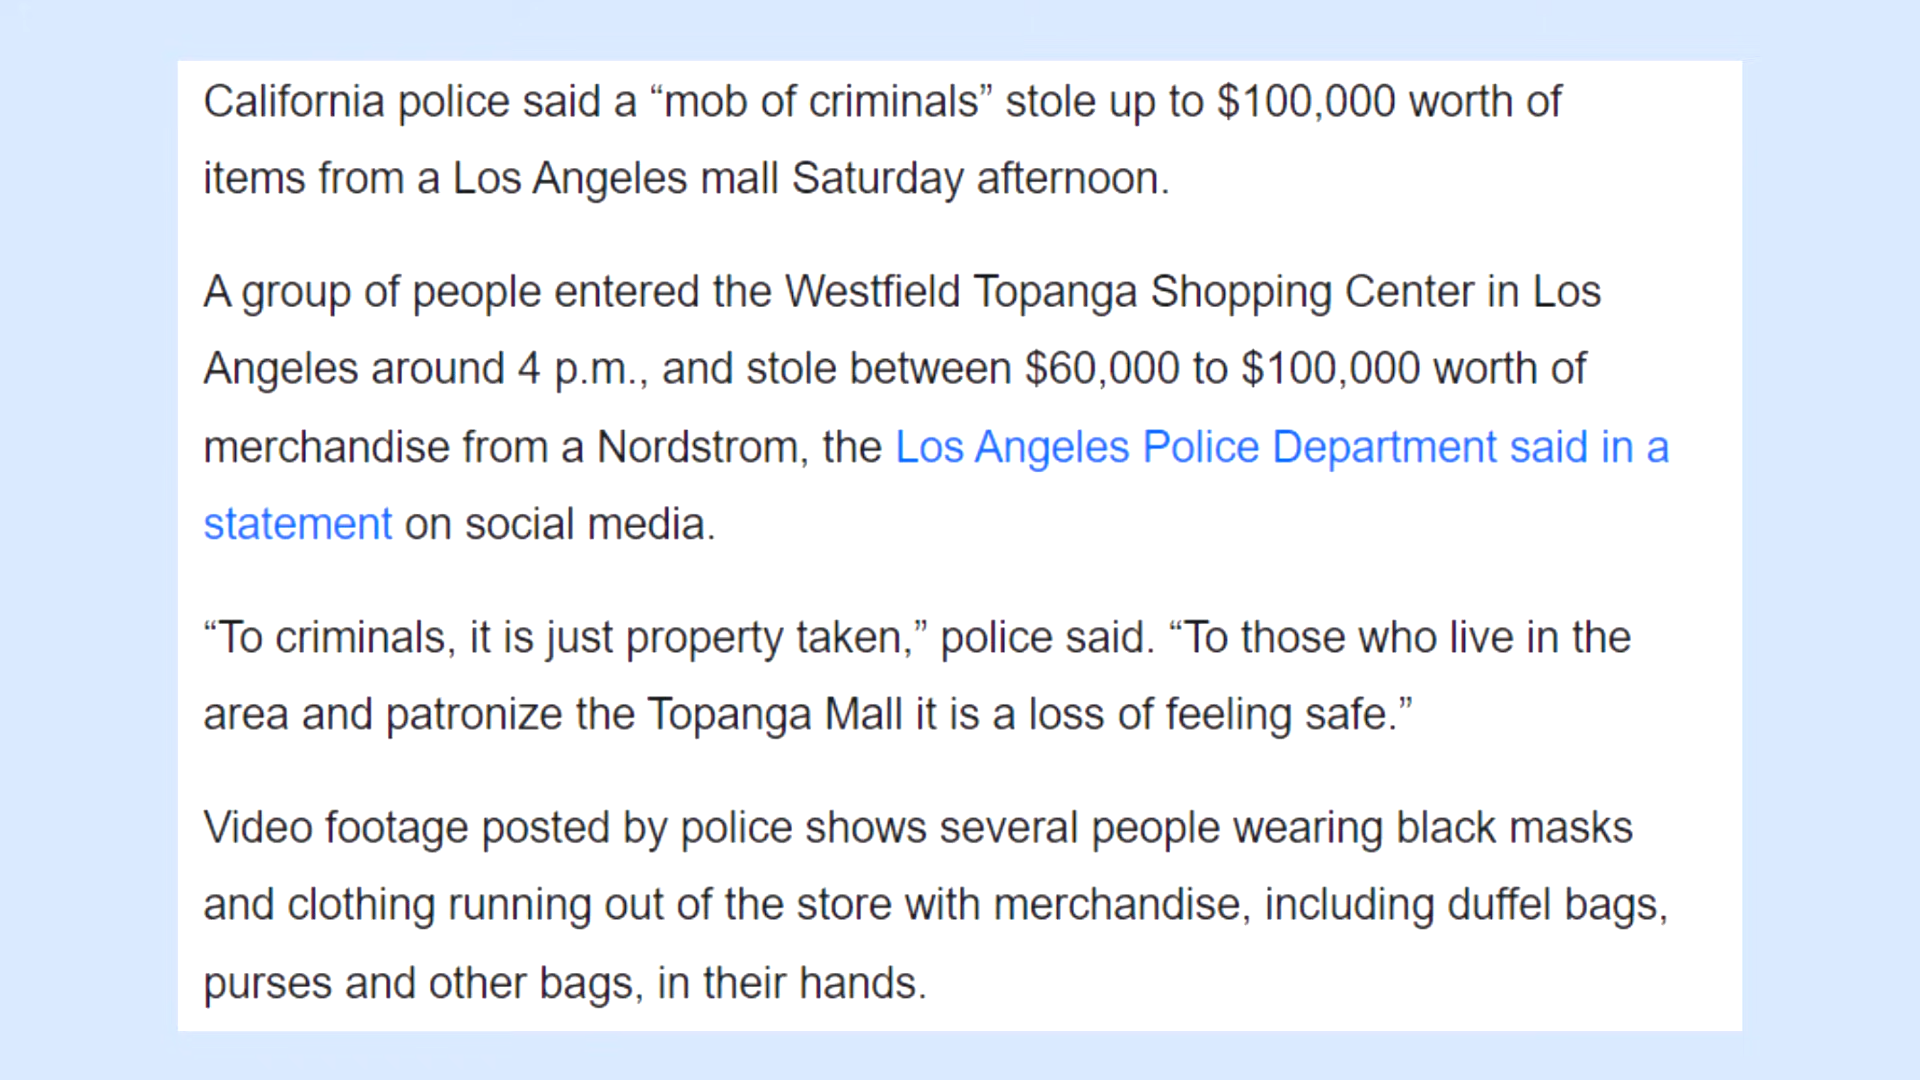 California police said a “mob of criminals” stole up to $100,000 worth of
items from a Los Angeles mall Saturday afternoon.
A group of people entered the Westfield Topanga Shopping Center in Los
Angeles around 4 p.m., and stole between $60,000 to $100,000 worth of
merchandise from a Nordstrom, the Los Angeles Police Department said in a
statement on social media.
“To criminals, it is just property taken,” police said. “To those who live in the
area and patronize the Topanga Mall it is a loss of feeling safe.”
Video footage posted by police shows several people wearing black masks
and clothing running out of the store with merchandise, including duffel bags,
purses and other bags, in their hands.